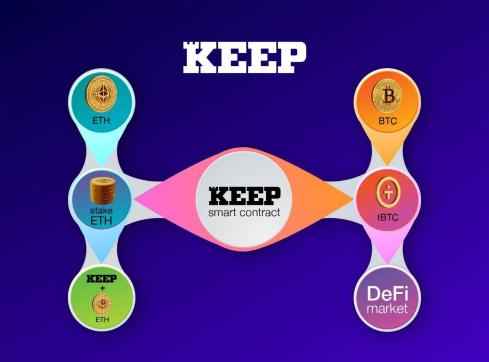 KEEP
ETH
BTC
stake
ETH
KEEP
smart contract
tBTC
KEEP
+
ETH
DeFi
market